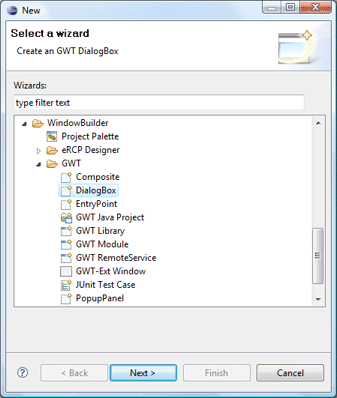 New
Select a wizard
Create an GWT DialogBox
Wizards:
type filter text
WindowBuilder
Project Palette
eRCP Designer
GWT
Composite
DialogBox
EntryPoint
GWT Java Project
GWT Library
GWT Module
GWT RemoteService
GWT-Ext Window
JUnit Test Case
PopupPanel
? < Back Next > Finish Cancel